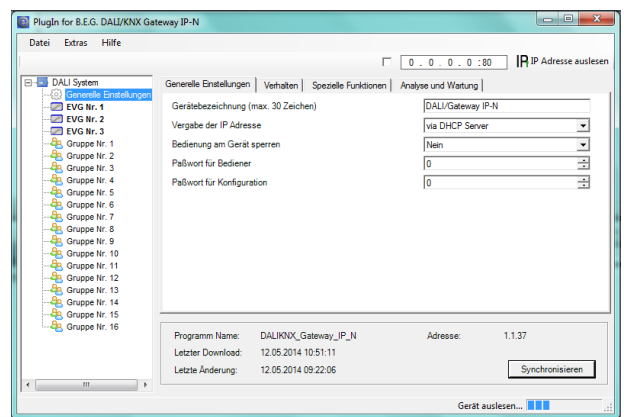 PlugIn for B.E.G. DALI/KNX Gateway IP-N
Datei Extras Hilfe
0 . 0 . 0 . 0 :80 IP IP Adresse auslesen
DALI System
Generelle Einstellungen
EVG Nr. 1
EVG Nr. 2
EVG Nr. 3
Gruppe Nr. 1
Gruppe Nr. 2
Gruppe Nr. 3
Gruppe Nr. 4
Gruppe Nr. 5
Gruppe Nr. 6
Gruppe Nr. 7
Gruppe Nr. 8
Gruppe Nr. 9
Gruppe Nr. 10
Gruppe Nr. 11
Gruppe Nr. 12
Gruppe Nr. 13
Gruppe Nr. 14
Gruppe Nr. 15
Gruppe Nr. 16
Generelle Einstellungen Verhalten Spezielle Funktionen Analyse und Wartung
Gerätebezeichnung (max. 30 Zeichen) DALI/Gateway IP-N
Vergabe der IP Adresse via DHCP Server
Bedienung am Gerät sperren Nein
Paßwort für Bediener 0
Paßwort für Konfiguration 0
Programm Name: DALIKNX_Gateway_IP_N Adresse: 1.1.37
Letzter Download: 12.05.2014 10:51:11
Letzte Änderung: 12.05.2014 09:22:06 Synchronisieren
Gerät auslesen...